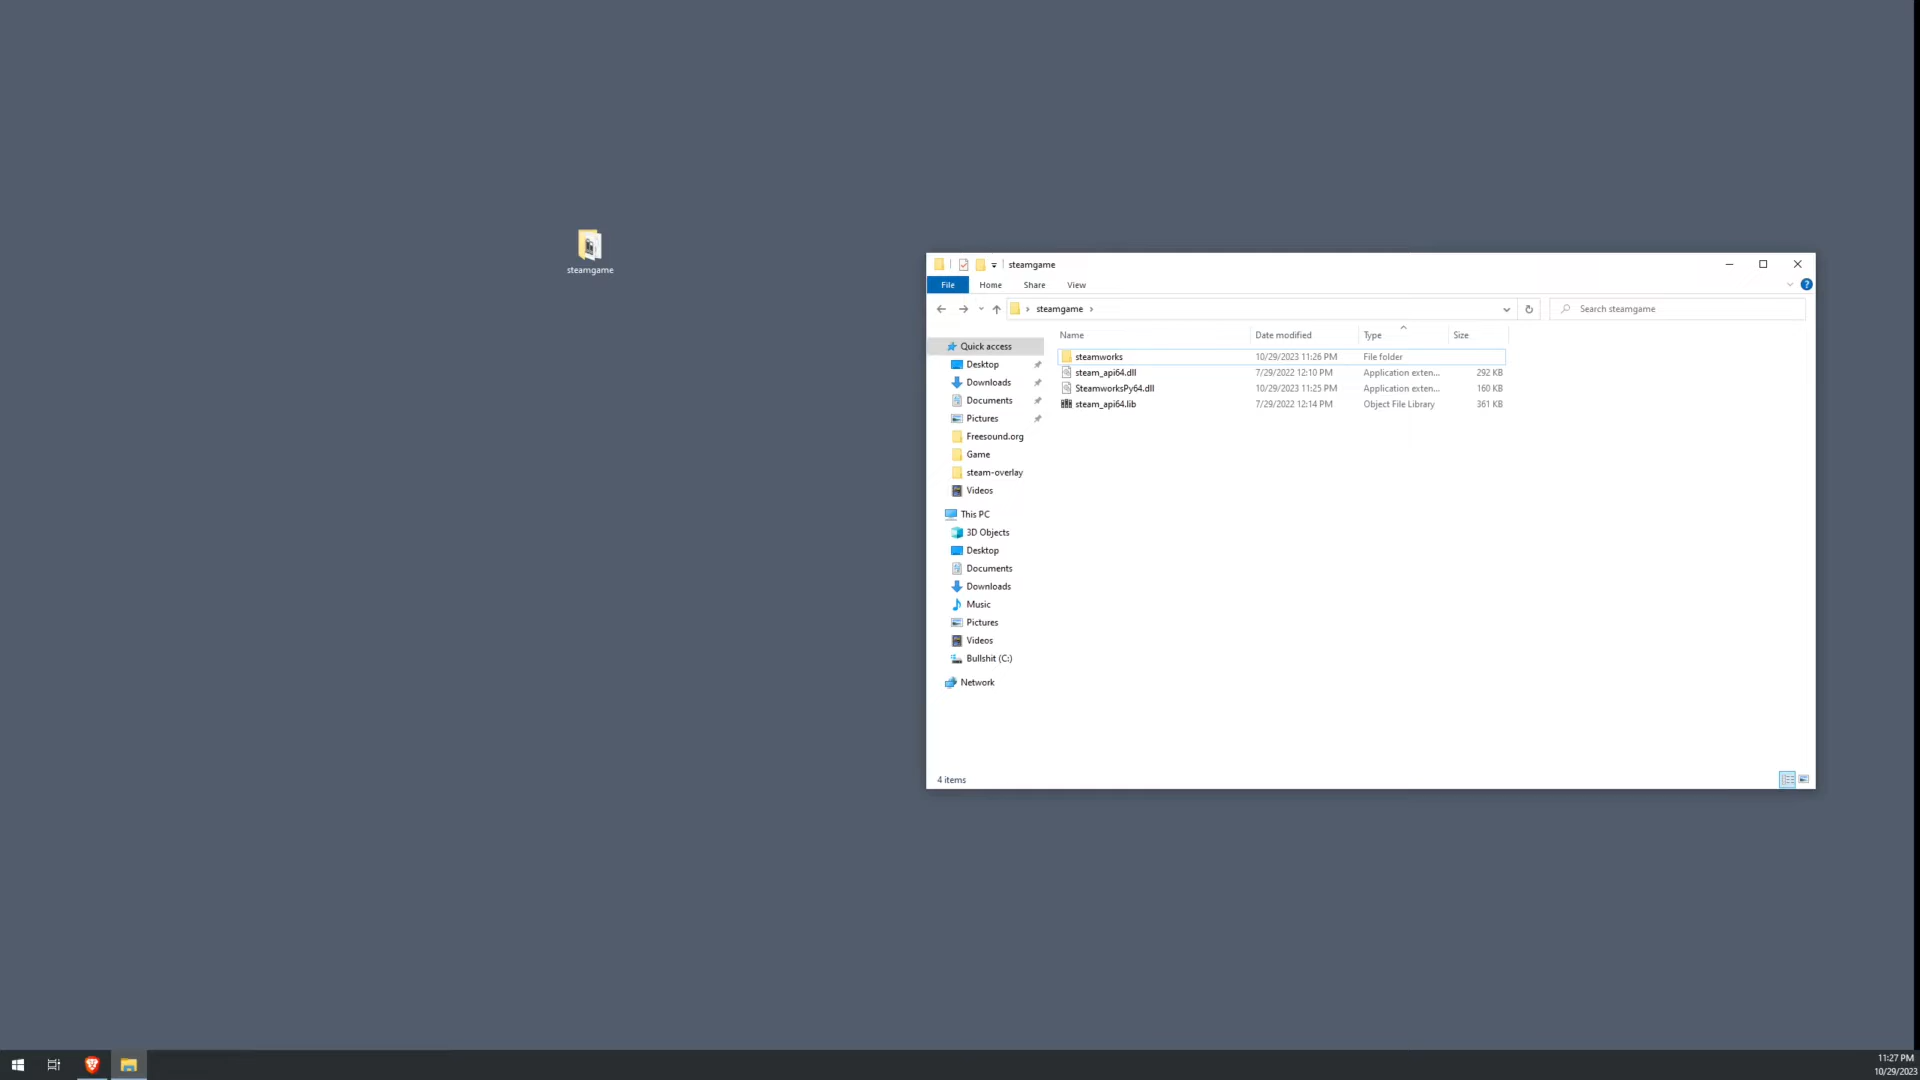 steamgame
steamgame
File Home Share View
steamgame
Search steamgame
Name Date modified Type Size
Quick access
Desktop
Downloads
Documents
Pictures
Freesound.org
Game
steam-overlay
Videos
This PC
3D Objects
Desktop
Documents
Downloads
Music
Pictures
Videos
Bullshit (C:)
Network
steamworks 10/29/2023 11:26 PM File folder
steam_api64.dll 7/29/2022 12:10 PM Application exten... 292 KB
SteamworksPy64.dll 10/29/2023 11:25 PM Application exten... 160 KB
steam_api64.lib 7/29/2022 12:14 PM Object File Library 361 KB
4 items
11:27 PM
10/29/2023